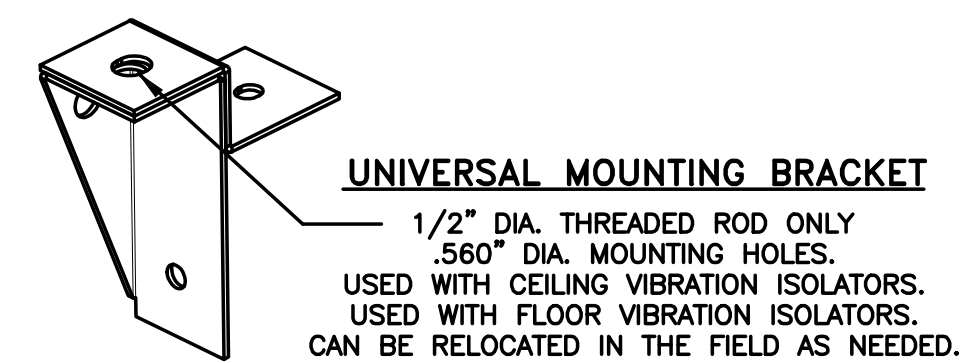 UNIVERSAL MOUNTING BRACKET
1/2" DIA. THREADED ROD ONLY
.560" DIA. MOUNTING HOLES.
USED WITH CEILING VIBRATION ISOLATORS.
USED WITH FLOOR VIBRATION ISOLATORS.
CAN BE RELOCATED IN THE FIELD AS NEEDED.